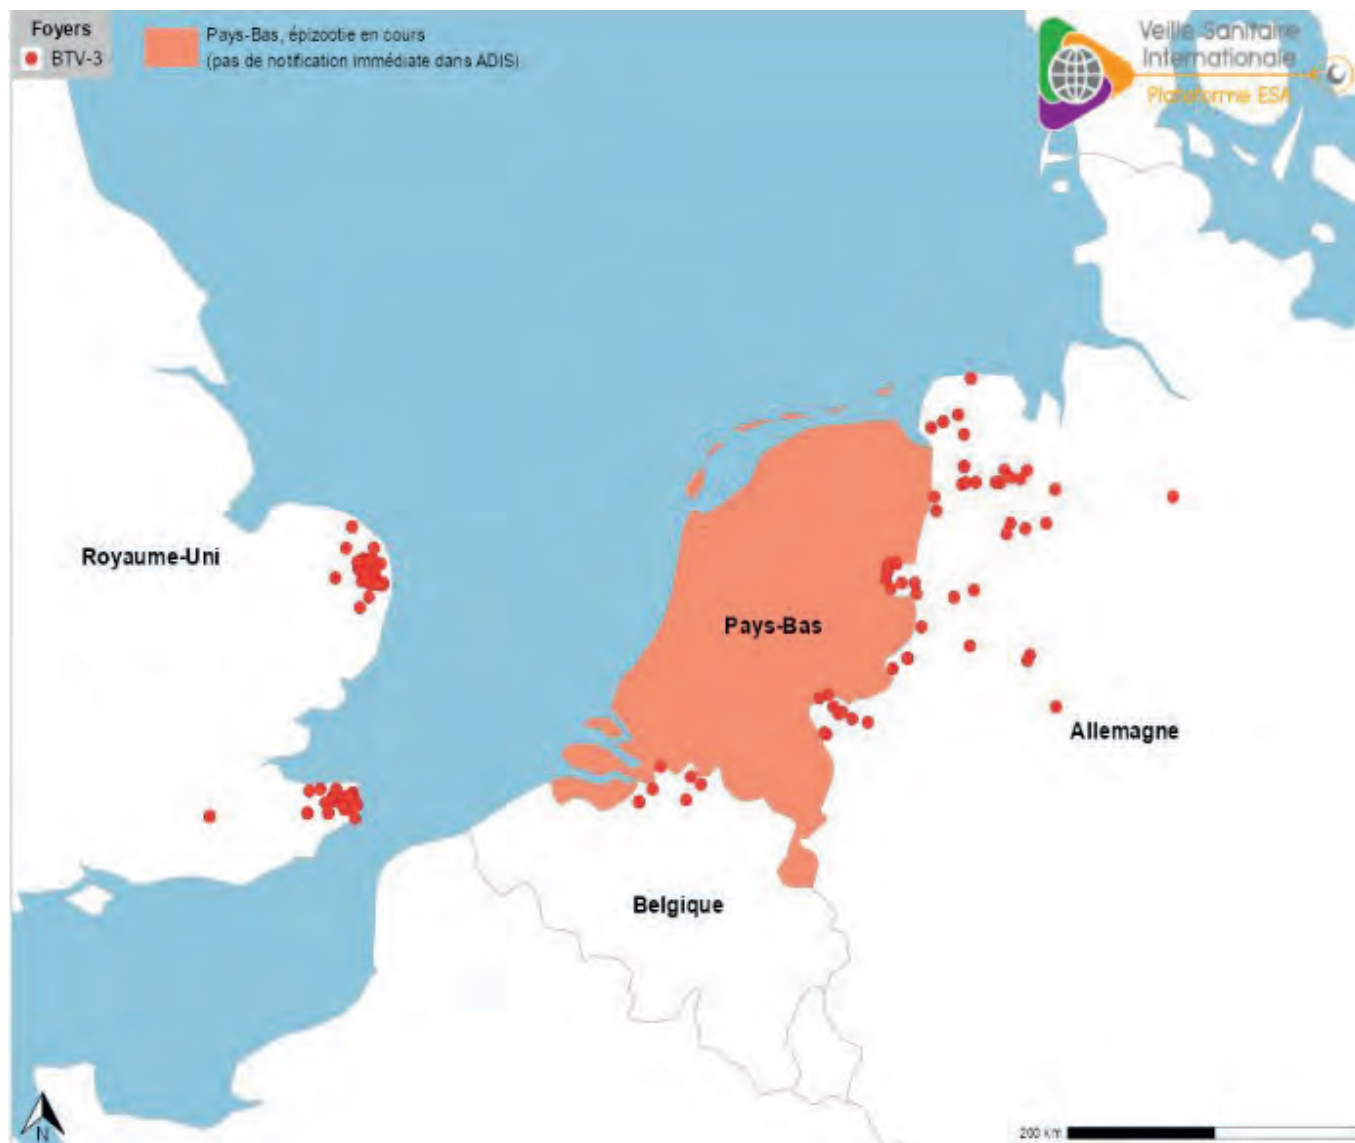 Foyers
BTV-3
Pays-Bas, épizootie en cours
(pas de notification immédiate dans ADIS)
Veille Sanitaire
Internationale
Plateforme ESA
Royaume-Uni
Pays-Bas
Allemagne
Belgique
N
200 km